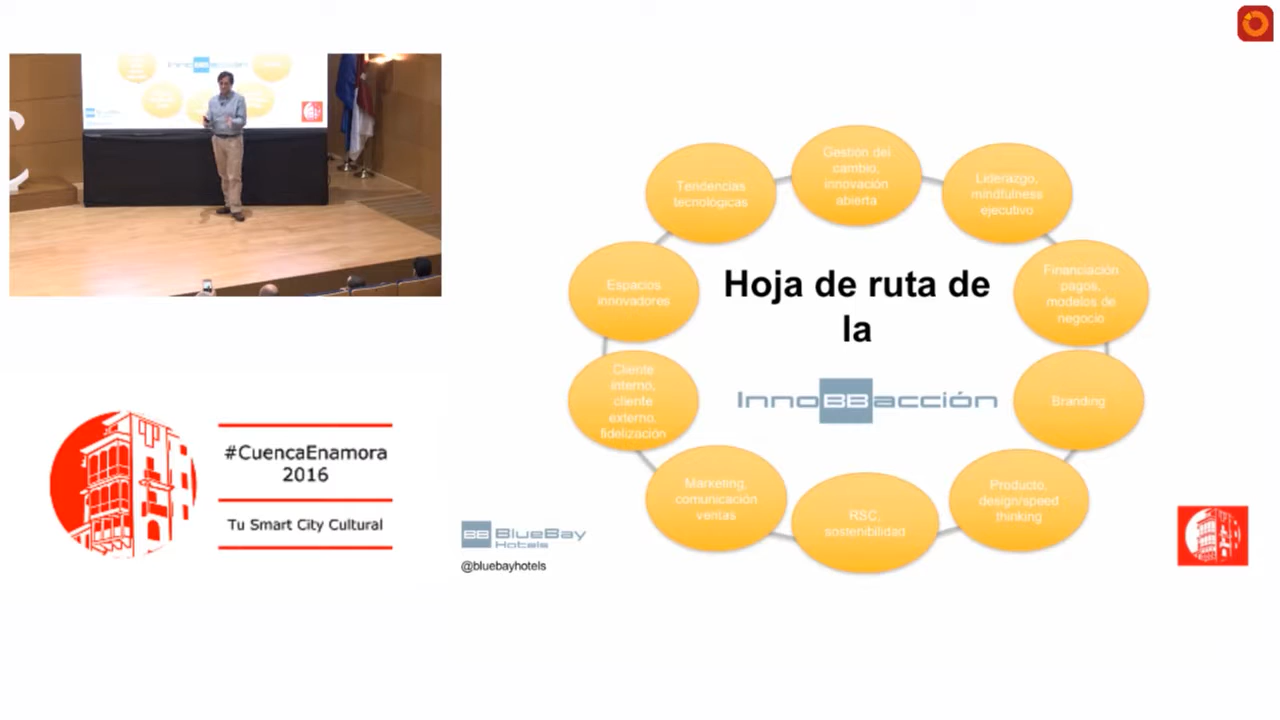 Gestión del
cambio,
innovación
abierta
Tendencias
tecnológicas
Liderazgo,
mindfulness
ejecutivo
Espacios
innovadores
Hoja de ruta de
la
InnoBBacción
Financiación
pagos,
modelos de
negocio
Cliente
interno,
cliente
externo,
fidelización
Branding
Marketing,
comunicación
ventas
RSC,
sostenibilidad
Producto,
design/speed
thinking
#CuencaEnamora
2016
Tu Smart City Cultural
BB BlueBay
Hotels
@bluebayhotels